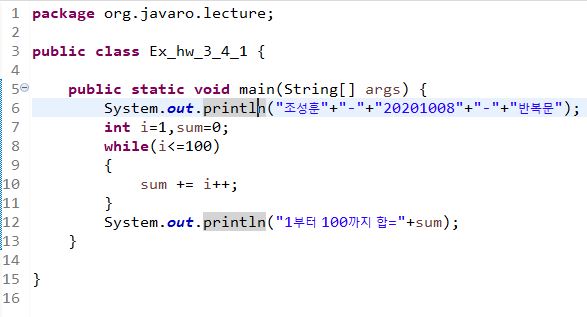 1 package org.javaro.lecture;
2
3 public class Ex_hw_3_4_1 {
4
5 public static void main(String[] args) {
6 System.out.println("조성훈"+"-"+"20201008"+"-"+"반복문");
7 int i=1,sum=0;
8 while(i<=100)
9 {
10 sum += i++;
11 }
12 System.out.println("1부터 100까지 합="+sum);
13 }
14
15 }
16